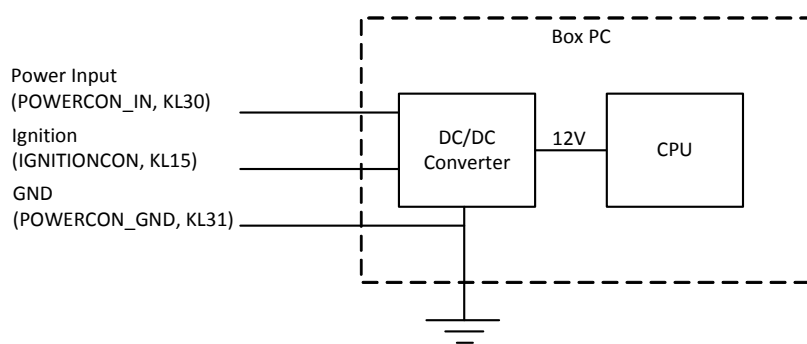 Box PC
Power Input
(POWERCON_IN, KL30)
Ignition
(IGNITIONCON, KL15)
GND
(POWERCON_GND, KL31)
DC/DC
Converter
12V
CPU